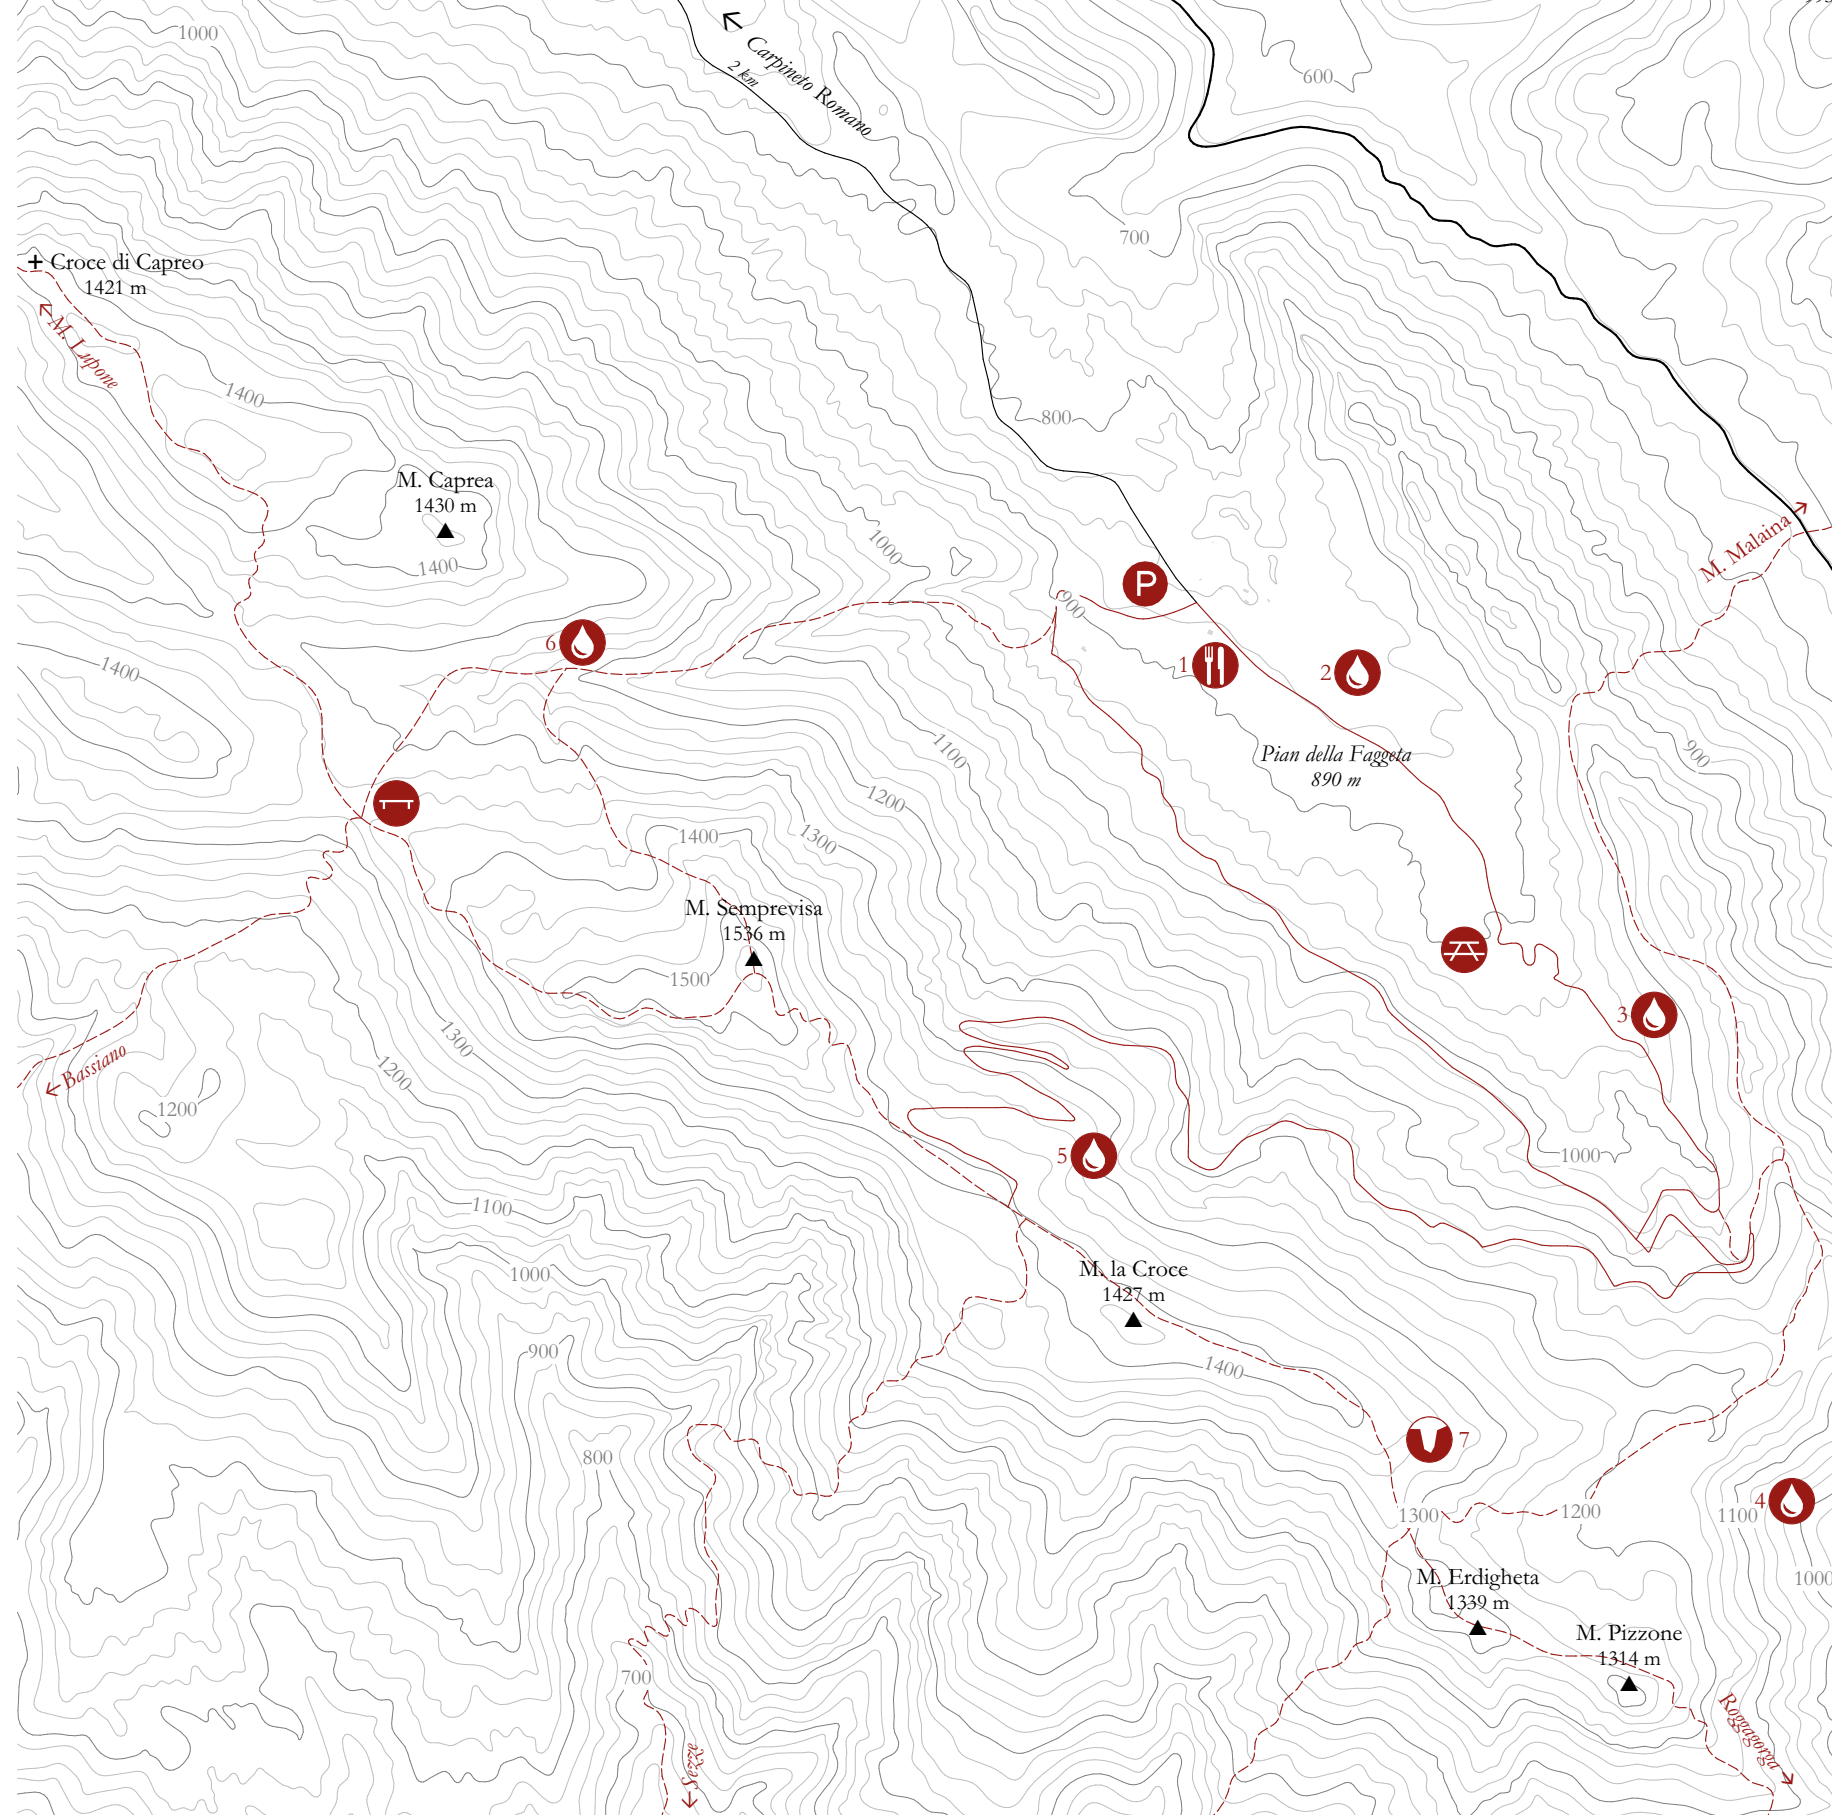 1000
← Carpineto Romano
2 km
600
700
+ Croce di Capreo
1421 m
← M. Lupone
1400
M. Caprea
1430 m
1400
800
1000
M. Malaina →
P
900
1
2
6
1400
Pian della Faggeta
890 m
900
1100
1200
1300
1400
M. Semprevisa
1536 m
1500
3
1300
1200
← Bassiano
1200
5
1000
1100
1000
M. la Croce
1427 m
900
1400
7
800
1300
1200
1100
4
1000
M. Erdigheta
1339 m
M. Pizzone
1314 m
700
Roggagorga →
← Sezze